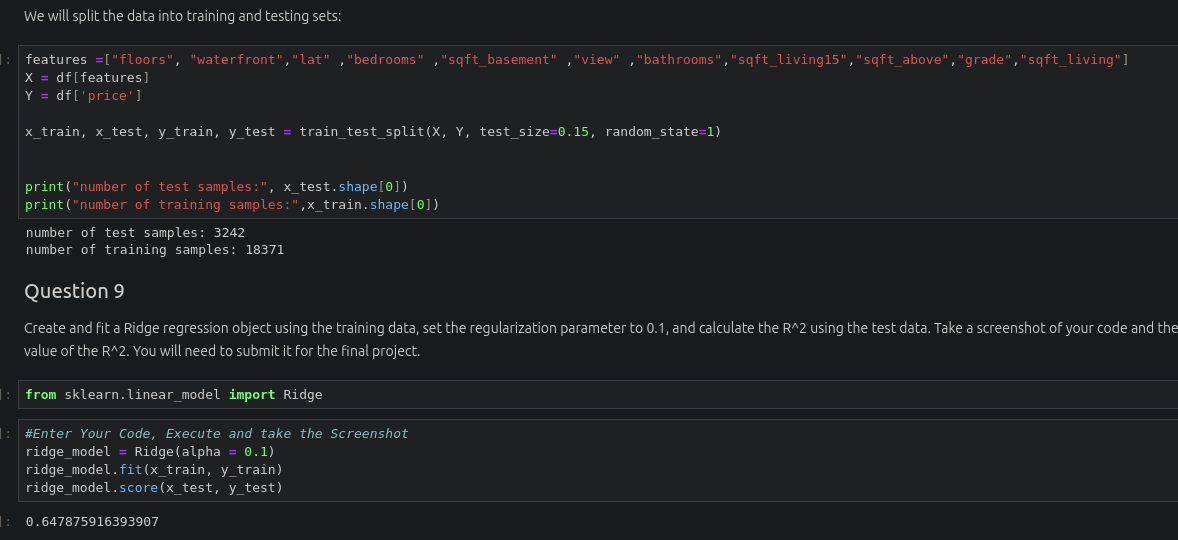 We will split the data into training and testing sets:
]:
features =["floors", "waterfront","lat" ,"bedrooms" ,"sqft_basement" ,"view" ,"bathrooms","sqft_living15","sqft_above","grade","sqft_living"]
X = df[features]
Y = df['price']
x_train, x_test, y_train, y_test = train_test_split(X, Y, test_size=0.15, random_state=1)
print("number of test samples:", x_test.shape[0])
print("number of training samples:",x_train.shape[0])
number of test samples: 3242
number of training samples: 18371
Question 9
Create and fit a Ridge regression object using the training data, set the regularization parameter to 0.1, and calculate the R^2 using the test data. Take a screenshot of your code and the
value of the R^2. You will need to submit it for the final project.
]:
from sklearn.linear_model import Ridge
]:
#Enter Your Code, Execute and take the Screenshot
ridge_model = Ridge(alpha = 0.1)
ridge_model.fit(x_train, y_train)
ridge_model.score(x_test, y_test)
]:
0.647875916393907